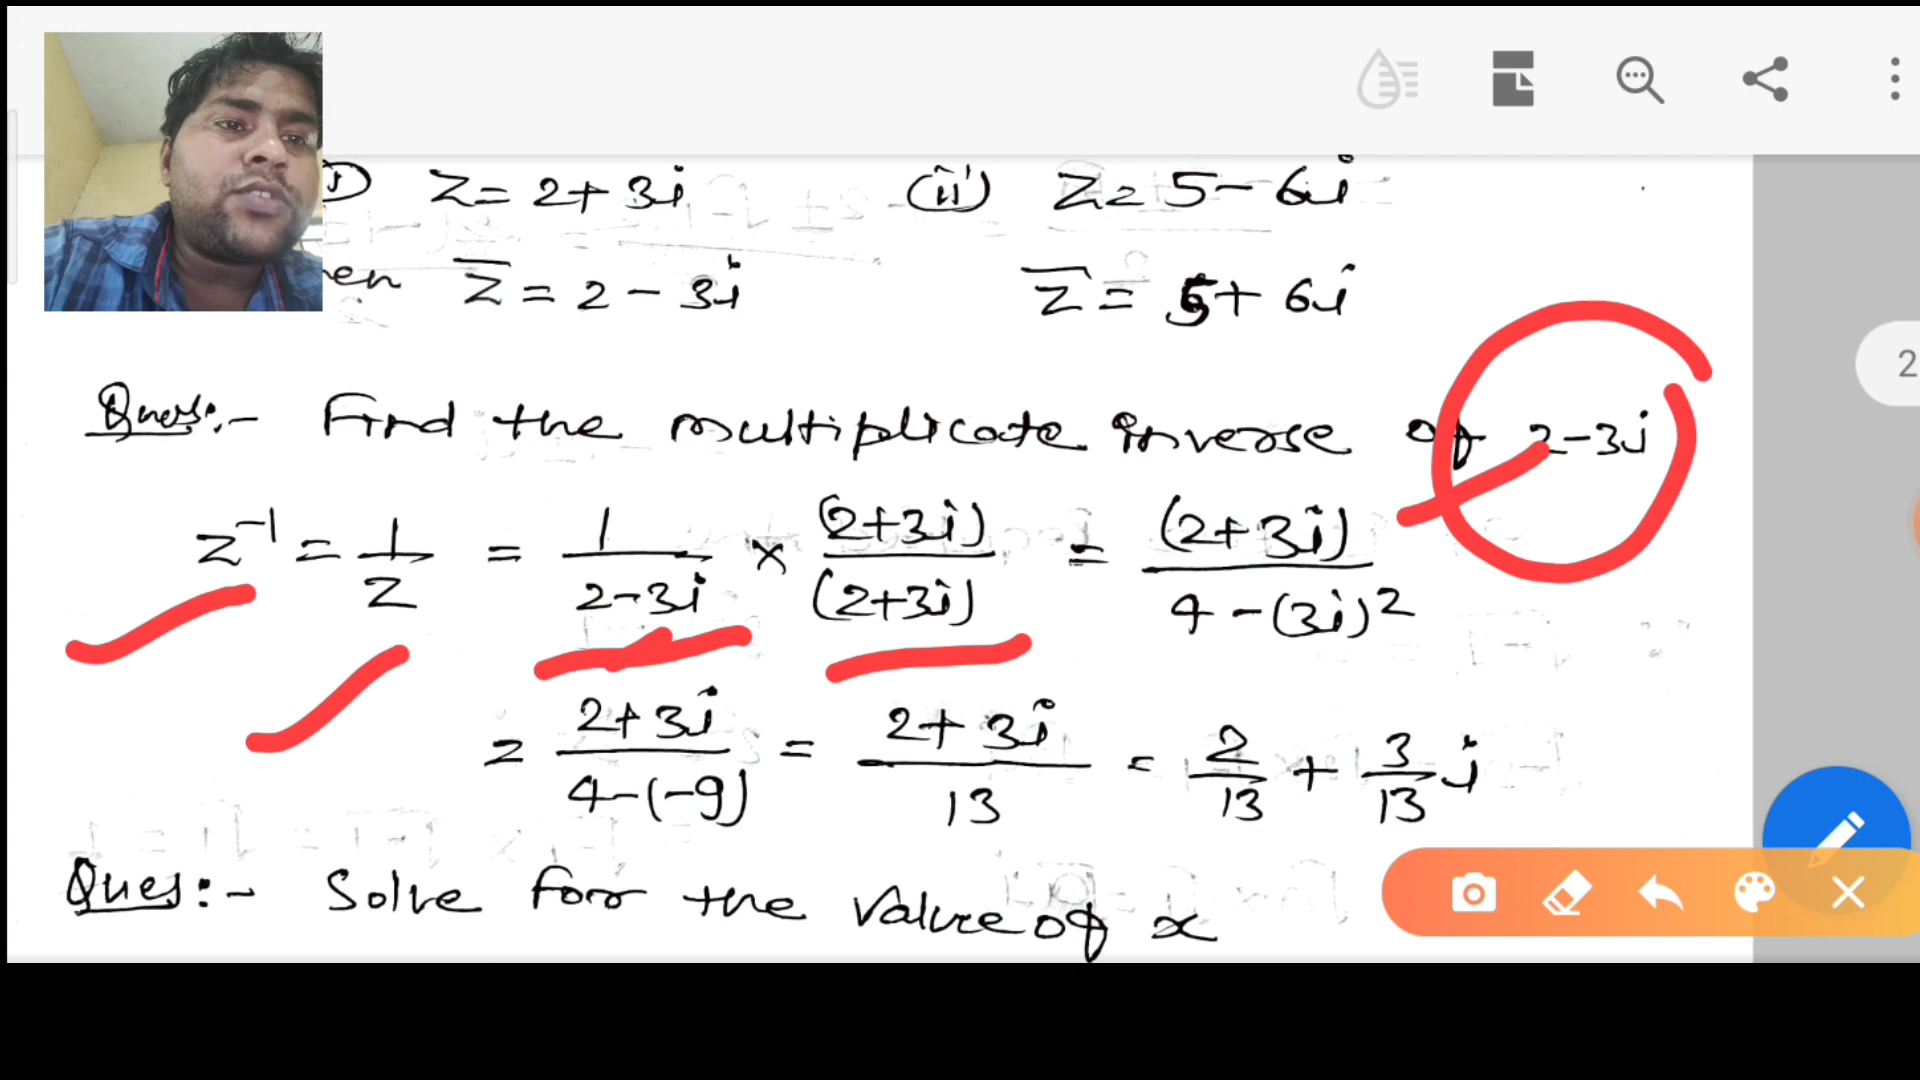 i) Z = 2 + 3i (ii) Z = 5 - 6i
Z̅ = 2 - 3i Z̅ = 5 + 6i
Ques:- Find the multiplicate inverse of 2-3i
z⁻¹ = 1/Z = 1/(2-3i) × (2+3i)/(2+3i) = (2+3i)/(4-(3i)²)
= (2+3i)/(4-(-9)) = (2+3i)/13 = 2/13 + 3/13 i
Ques:- Solve for the value of x
2